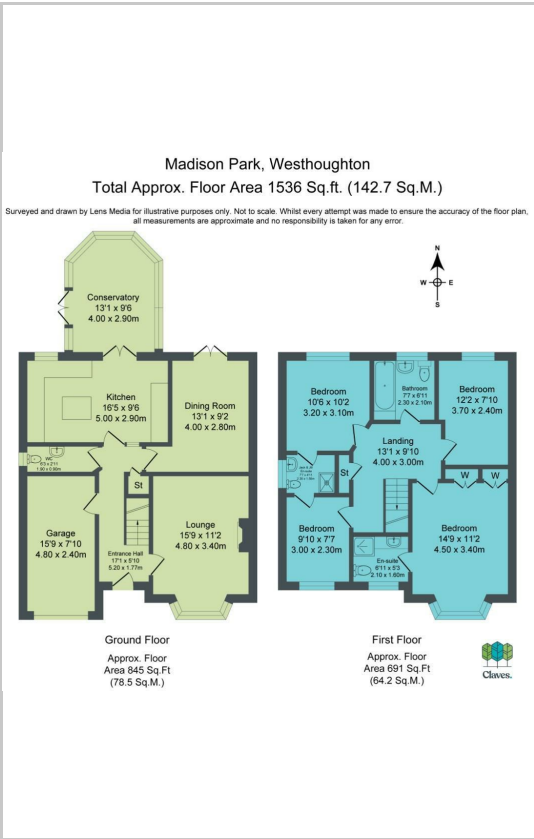 Madison Park, Westhoughton
Total Approx. Floor Area 1536 Sq.ft. (142.7 Sq.M.)
Surveyed and drawn by Lens Media for illustrative purposes only. Not to scale. Whilst every attempt was made to ensure the accuracy of the floor plan,
all measurements are approximate and no responsibility is taken for any error.
N
W E
S
Conservatory
13'1 x 9'6
4.00 x 2.90m
Kitchen
16'5 x 9'6
5.00 x 2.90m
Dining Room
13'1 x 9'2
4.00 x 2.80m
WC
St
Garage
15'9 x 7'10
4.80 x 2.40m
Entrance Hall
17'1 x 5'10
5.20 x 1.77m
Lounge
15'9 x 11'2
4.80 x 3.40m
Ground Floor
Approx. Floor
Area 845 Sq.Ft
(78.5 Sq.M.)
Bedroom
10'6 x 10'2
3.20 x 3.10m
Bathroom
7'7 x 6'11
2.30 x 2.10m
Bedroom
12'2 x 7'10
3.70 x 2.40m
Landing
13'1 x 9'10
4.00 x 3.00m
St
W W
Bedroom
9'10 x 7'7
3.00 x 2.30m
En-suite
6'11 x 5'3
2.10 x 1.60m
Bedroom
14'9 x 11'2
4.50 x 3.40m
First Floor
Approx. Floor
Area 691 Sq.Ft
(64.2 Sq.M.)
Claves.